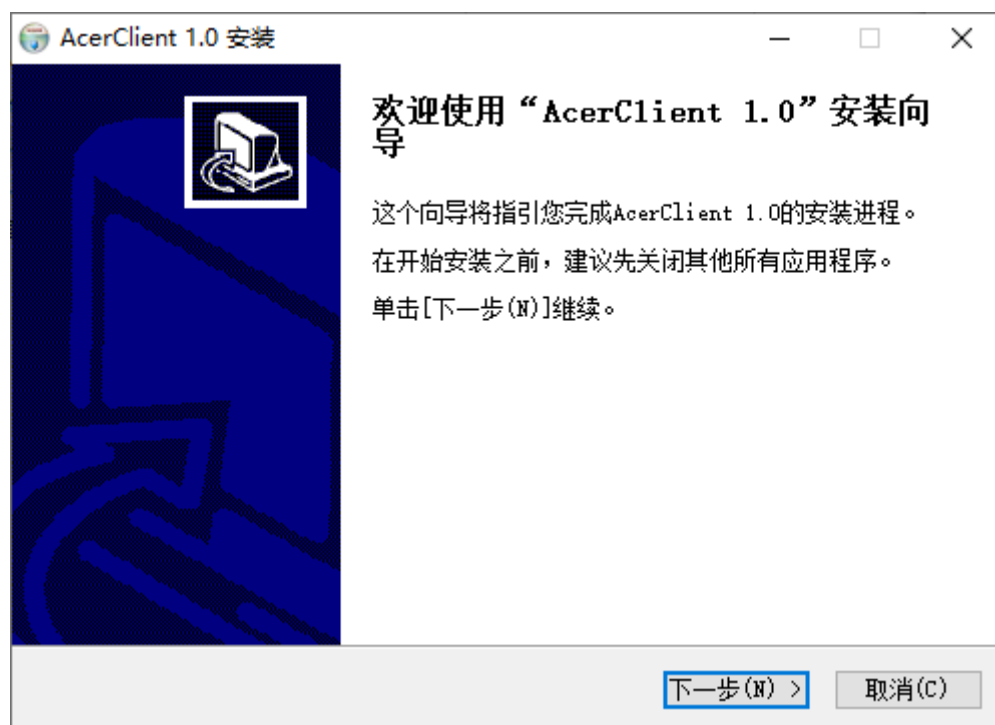 AcerClient 1.0 安装
欢迎使用“AcerClient 1.0”安装向
导
这个向导将指引您完成AcerClient 1.0的安装进程。
在开始安装之前，建议先关闭其他所有应用程序。
单击[下一步(N)]继续。
下一步(N) >
取消(C)